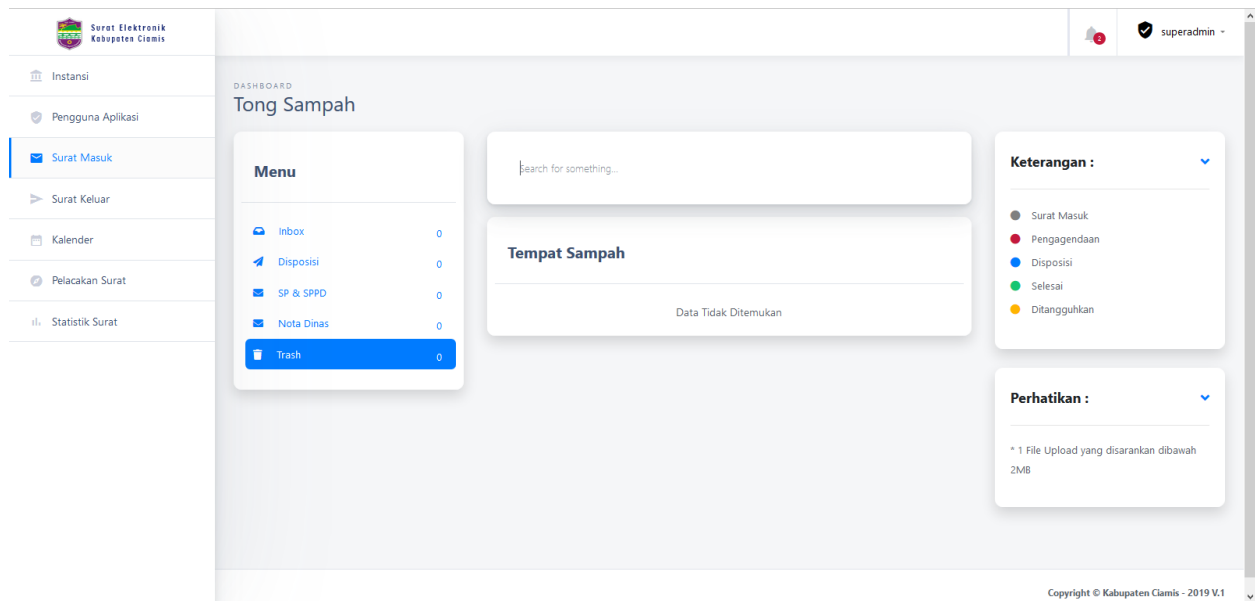 Surat Elektronik
Kabupaten Ciamis
2
superadmin
Instansi
Pengguna Aplikasi
Surat Masuk
Surat Keluar
Kalender
Pelacakan Surat
Statistik Surat
DASHBOARD
Tong Sampah
Menu
Inbox 0
Disposisi 0
SP & SPPD 0
Nota Dinas 0
Trash 0
Search for something...
Tempat Sampah
Data Tidak Ditemukan
Keterangan :
Surat Masuk
Pengagendaan
Disposisi
Selesai
Ditangguhkan
Perhatikan :
* 1 File Upload yang disarankan dibawah
2MB
Copyright © Kabupaten Ciamis - 2019 V.1